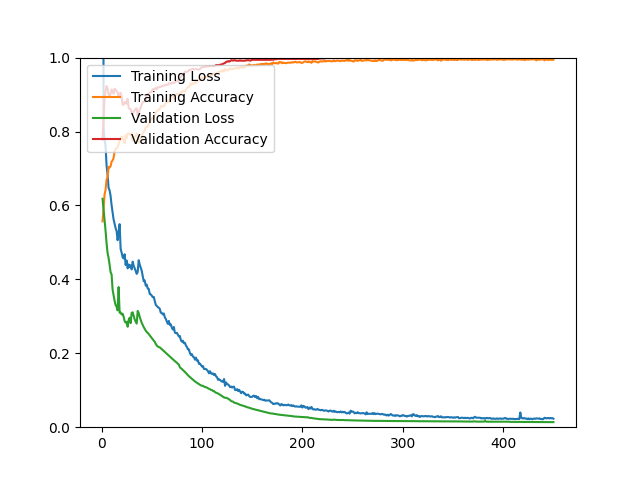 1.0
0.8
0.6
0.4
0.2
0.0
Training Loss
Training Accuracy
Validation Loss
Validation Accuracy
0 100 200 300 400